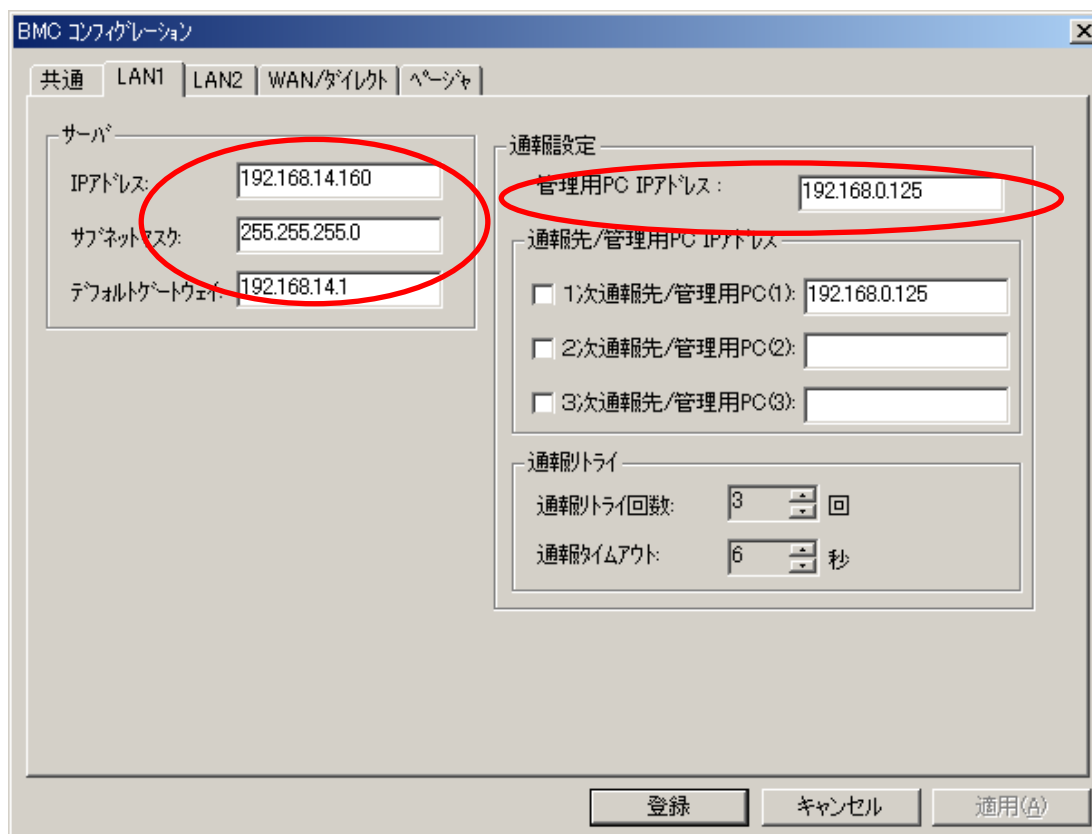 BMC ｺﾝﾌｨｸﾞﾚｰｼｮﾝ
共通 LAN1 LAN2 WAN/ﾀﾞｲﾚｸﾄ ﾍﾟｰｼﾞｬ
ｻｰﾊﾞ
IPｱﾄﾞﾚｽ: 192.168.14.160
ｻﾌﾞﾈｯﾄﾏｽｸ: 255.255.255.0
ﾃﾞﾌｫﾙﾄｹﾞｰﾄｳｪｲ: 192.168.14.1
通報設定
管理用PC IPｱﾄﾞﾚｽ : 192.168.0.125
通報先/管理用PC IPｱﾄﾞﾚｽ
1次通報先/管理用PC(1): 192.168.0.125
2次通報先/管理用PC(2):
3次通報先/管理用PC(3):
通報ﾘﾄﾗｲ
通報ﾘﾄﾗｲ回数: 3 回
通報ﾀｲﾑｱｳﾄ: 6 秒
登録 キャンセル 適用(A)